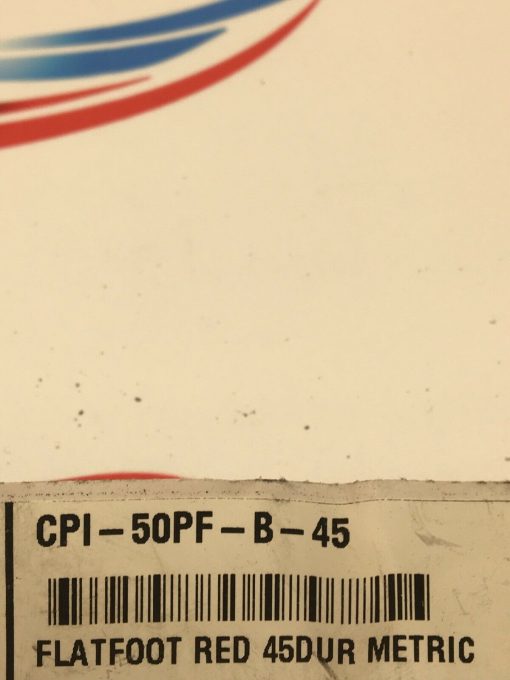 CPI-50PF-B-45
FLATFOOT RED 45DUR METRIC